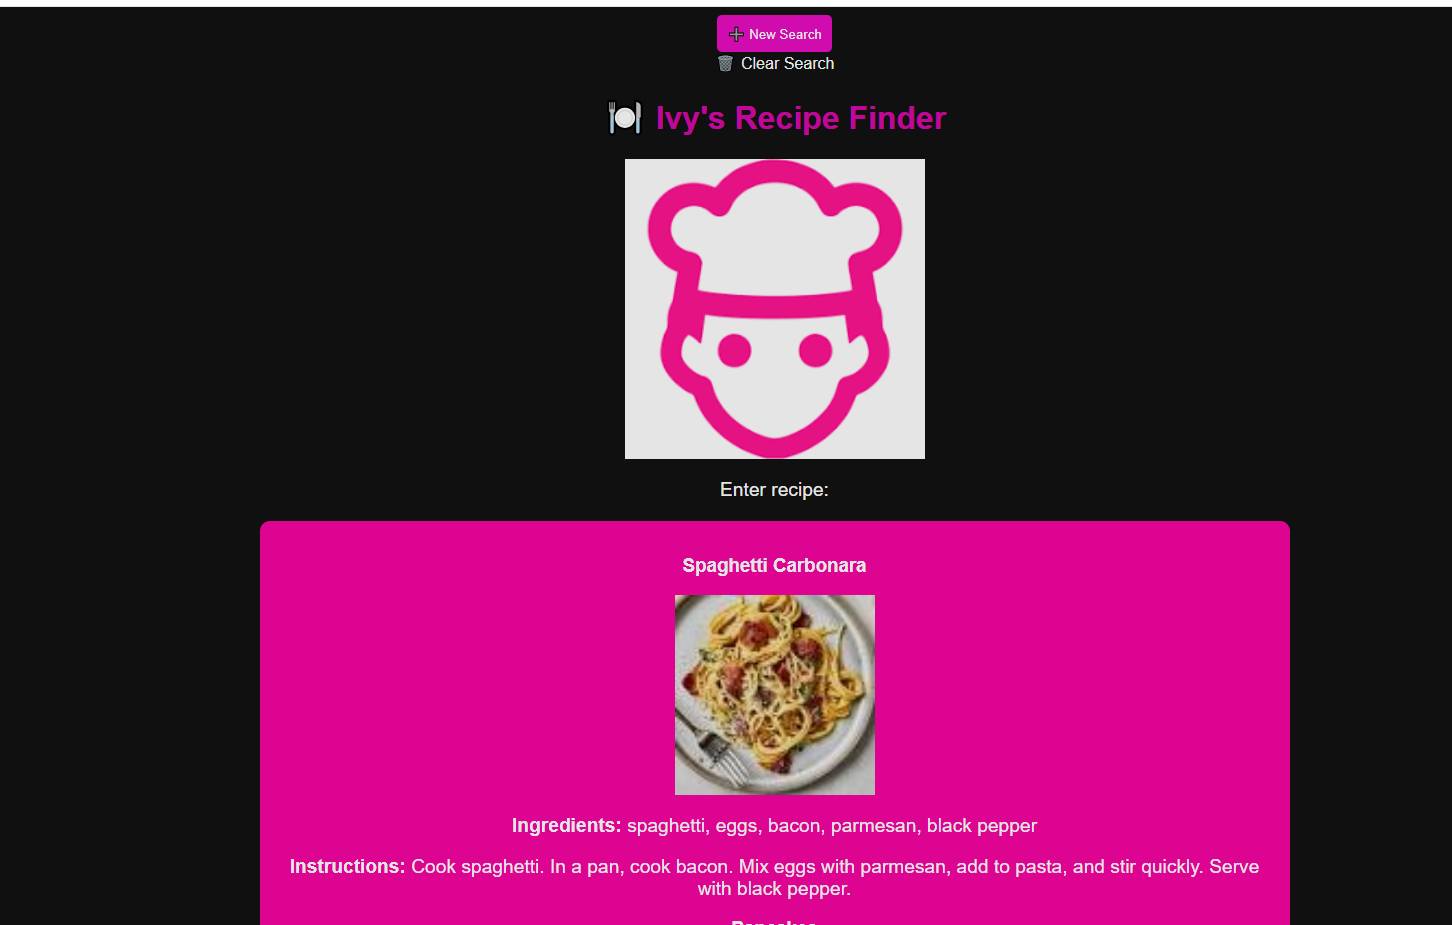 New Search
Clear Search
Ivy's Recipe Finder
Enter recipe:
Spaghetti Carbonara
Ingredients: spaghetti, eggs, bacon, parmesan, black pepper
Instructions: Cook spaghetti. In a pan, cook bacon. Mix eggs with parmesan, add to pasta, and stir quickly. Serve
with black pepper.